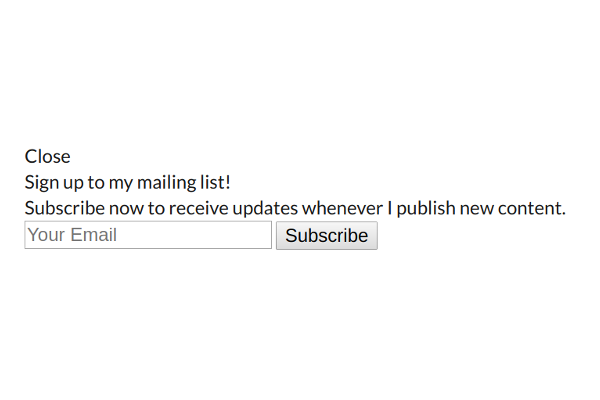 Close
Sign up to my mailing list!
Subscribe now to receive updates whenever I publish new content.
Your Email Subscribe